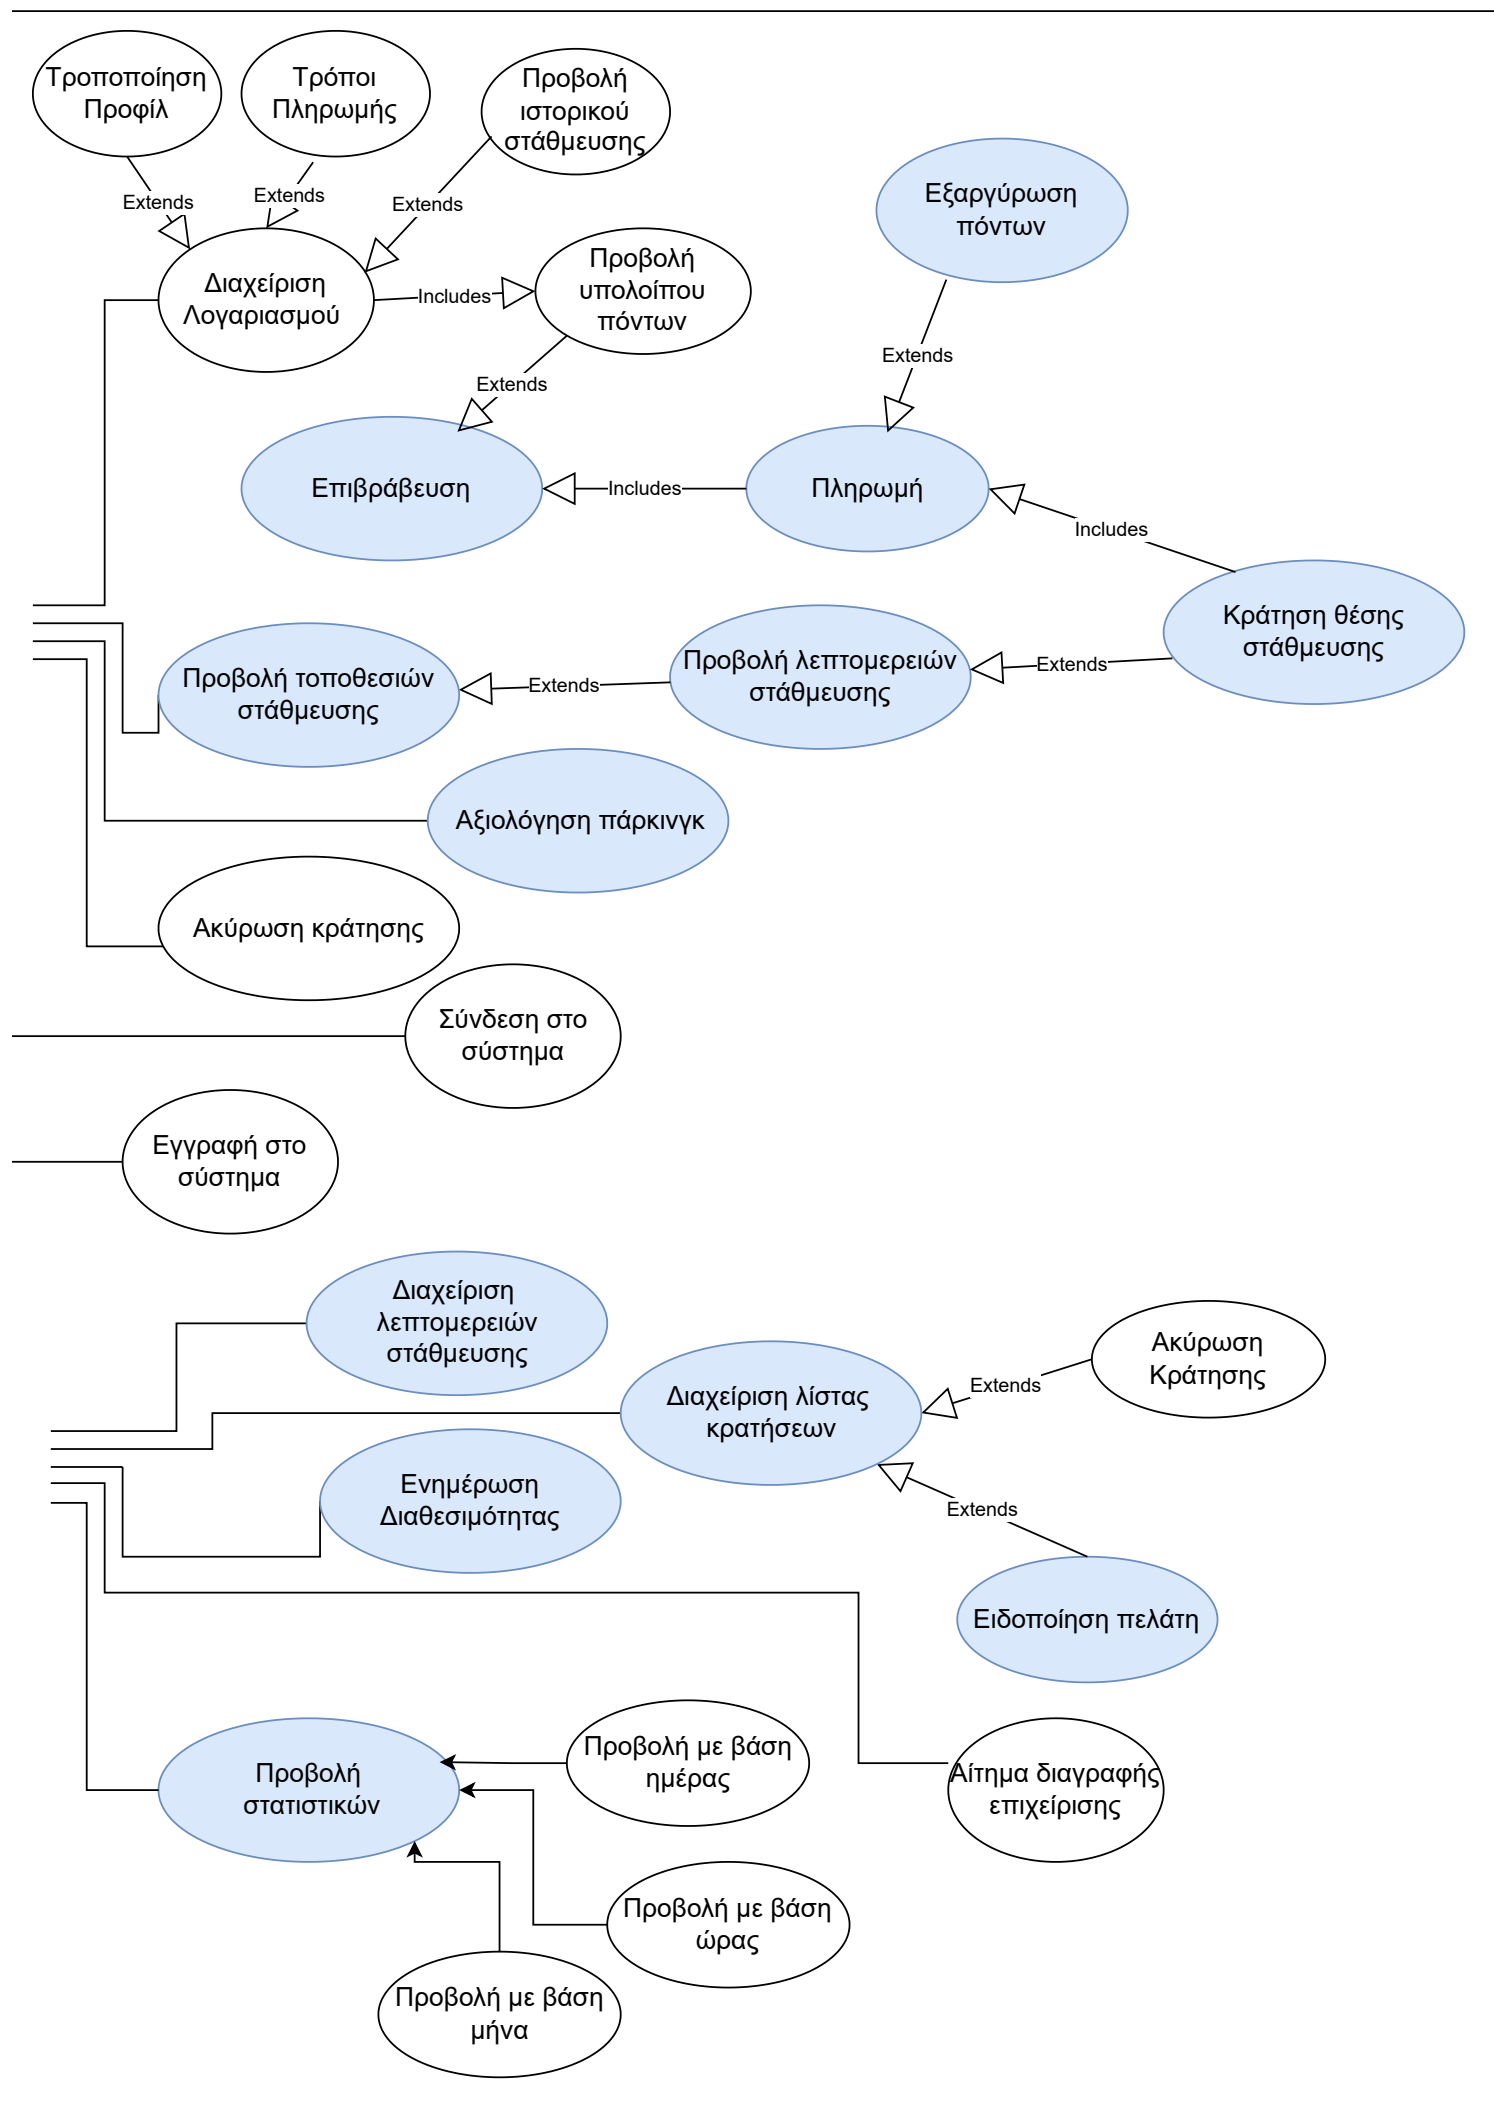 Τροποποίηση
Προφίλ
Τρόποι
Πληρωμής
Προβολή
ιστορικού
στάθμευσης
Extends
Extends
Extends
Εξαργύρωση
πόντων
Διαχείριση
Λογαριασμού
Includes
Προβολή
υπολοίπου
πόντων
Extends
Extends
Επιβράβευση
Includes
Πληρωμή
Includes
Κράτηση θέσης
στάθμευσης
Προβολή τοποθεσιών
στάθμευσης
Extends
Προβολή λεπτομερειών
στάθμευσης
Extends
Αξιολόγηση πάρκινγκ
Ακύρωση κράτησης
Σύνδεση στο
σύστημα
Εγγραφή στο
σύστημα
Διαχείριση
λεπτομερειών
στάθμευσης
Διαχείριση λίστας
κρατήσεων
Extends
Ακύρωση
Κράτησης
Ενημέρωση
Διαθεσιμότητας
Extends
Ειδοποίηση πελάτη
Προβολή
στατιστικών
Προβολή με βάση
ημέρας
Αίτημα διαγραφής
επιχείρισης
Προβολή με βάση
ώρας
Προβολή με βάση
μήνα